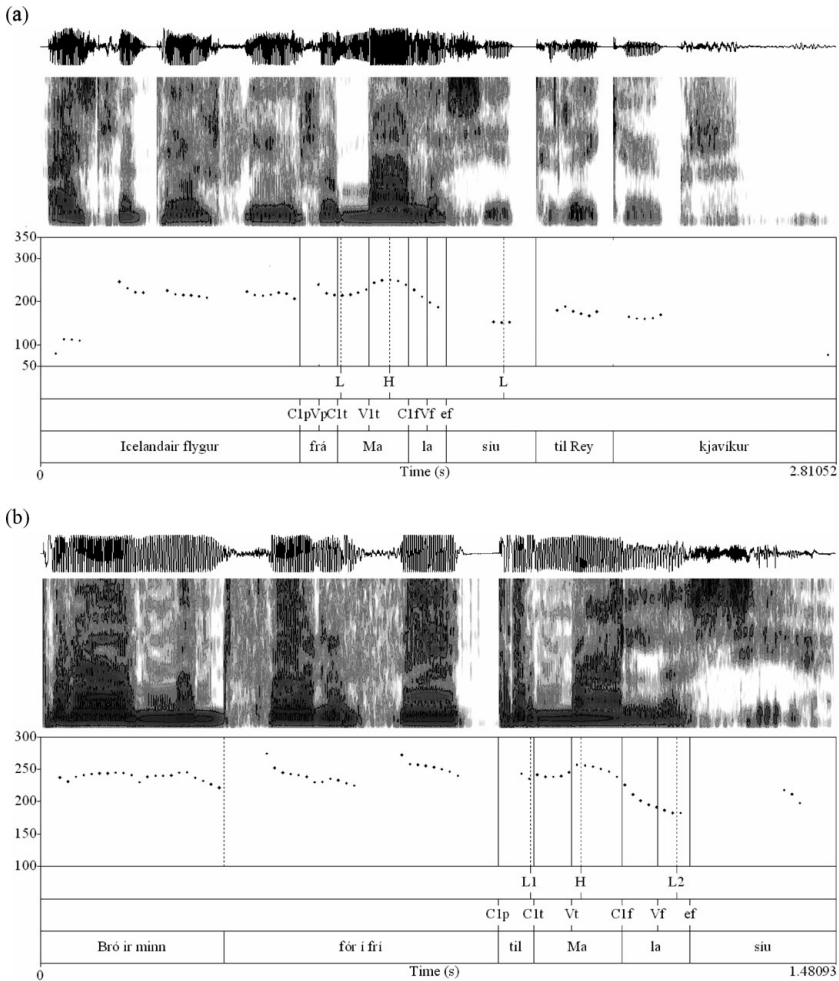 (a)
350
300
200
100
50
L H L
C1p Vp C1t V1t C1f Vf ef
Icelandair flygur frá Ma la síu til Rey kjavíkur
0 Time (s) 2.81052
(b)
300
250
200
150
100
L1 H L2
C1p C1t Vt C1f Vf ef
Bró ir minn fór í frí til Ma la síu
0 Time (s) 1.48093